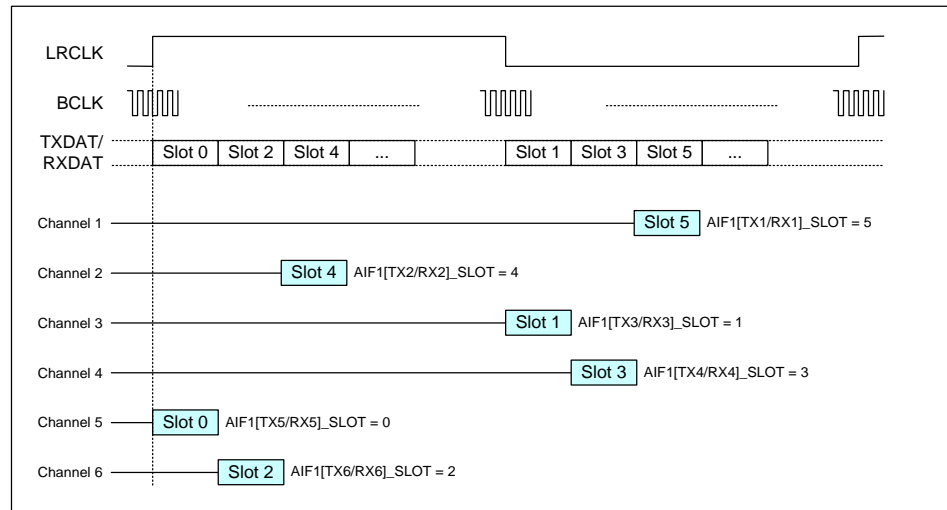 LRCLK
BCLK
TXDAT/
RXDAT
Slot 0 Slot 2 Slot 4 ... Slot 1 Slot 3 Slot 5 ...
Channel 1 Slot 5 AIF1[TX1/RX1]_SLOT = 5
Channel 2 Slot 4 AIF1[TX2/RX2]_SLOT = 4
Channel 3 Slot 1 AIF1[TX3/RX3]_SLOT = 1
Channel 4 Slot 3 AIF1[TX4/RX4]_SLOT = 3
Channel 5 Slot 0 AIF1[TX5/RX5]_SLOT = 0
Channel 6 Slot 2 AIF1[TX6/RX6]_SLOT = 2